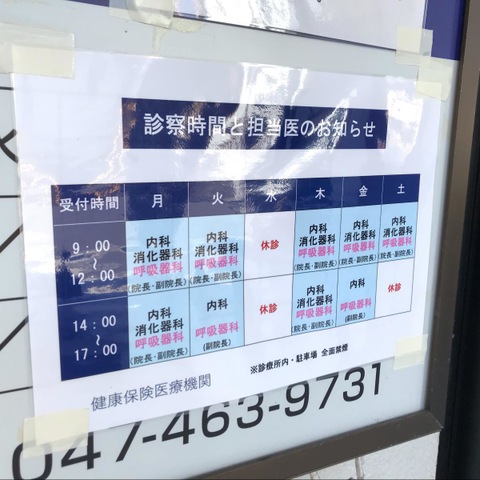 診察時間と担当医のお知らせ
受付時間 月 火 水 木 金 土
9：00～12：00
内科 消化器科 呼吸器科 (院長・副院長)
内科 消化器科 呼吸器科 (院長・副院長)
休診
内科 消化器科 呼吸器科 (院長・副院長)
内科 消化器科 呼吸器科 (院長・副院長)
内科 消化器科 呼吸器科 (院長・副院長)
14：00～17：00
内科 消化器科 呼吸器科 (院長・副院長)
内科 呼吸器科 (副院長)
休診
内科 消化器科 呼吸器科 (院長・副院長)
内科 呼吸器科 (副院長)
休診
※診療所内・駐車場 全面禁煙
健康保険医療機関
047-463-9731